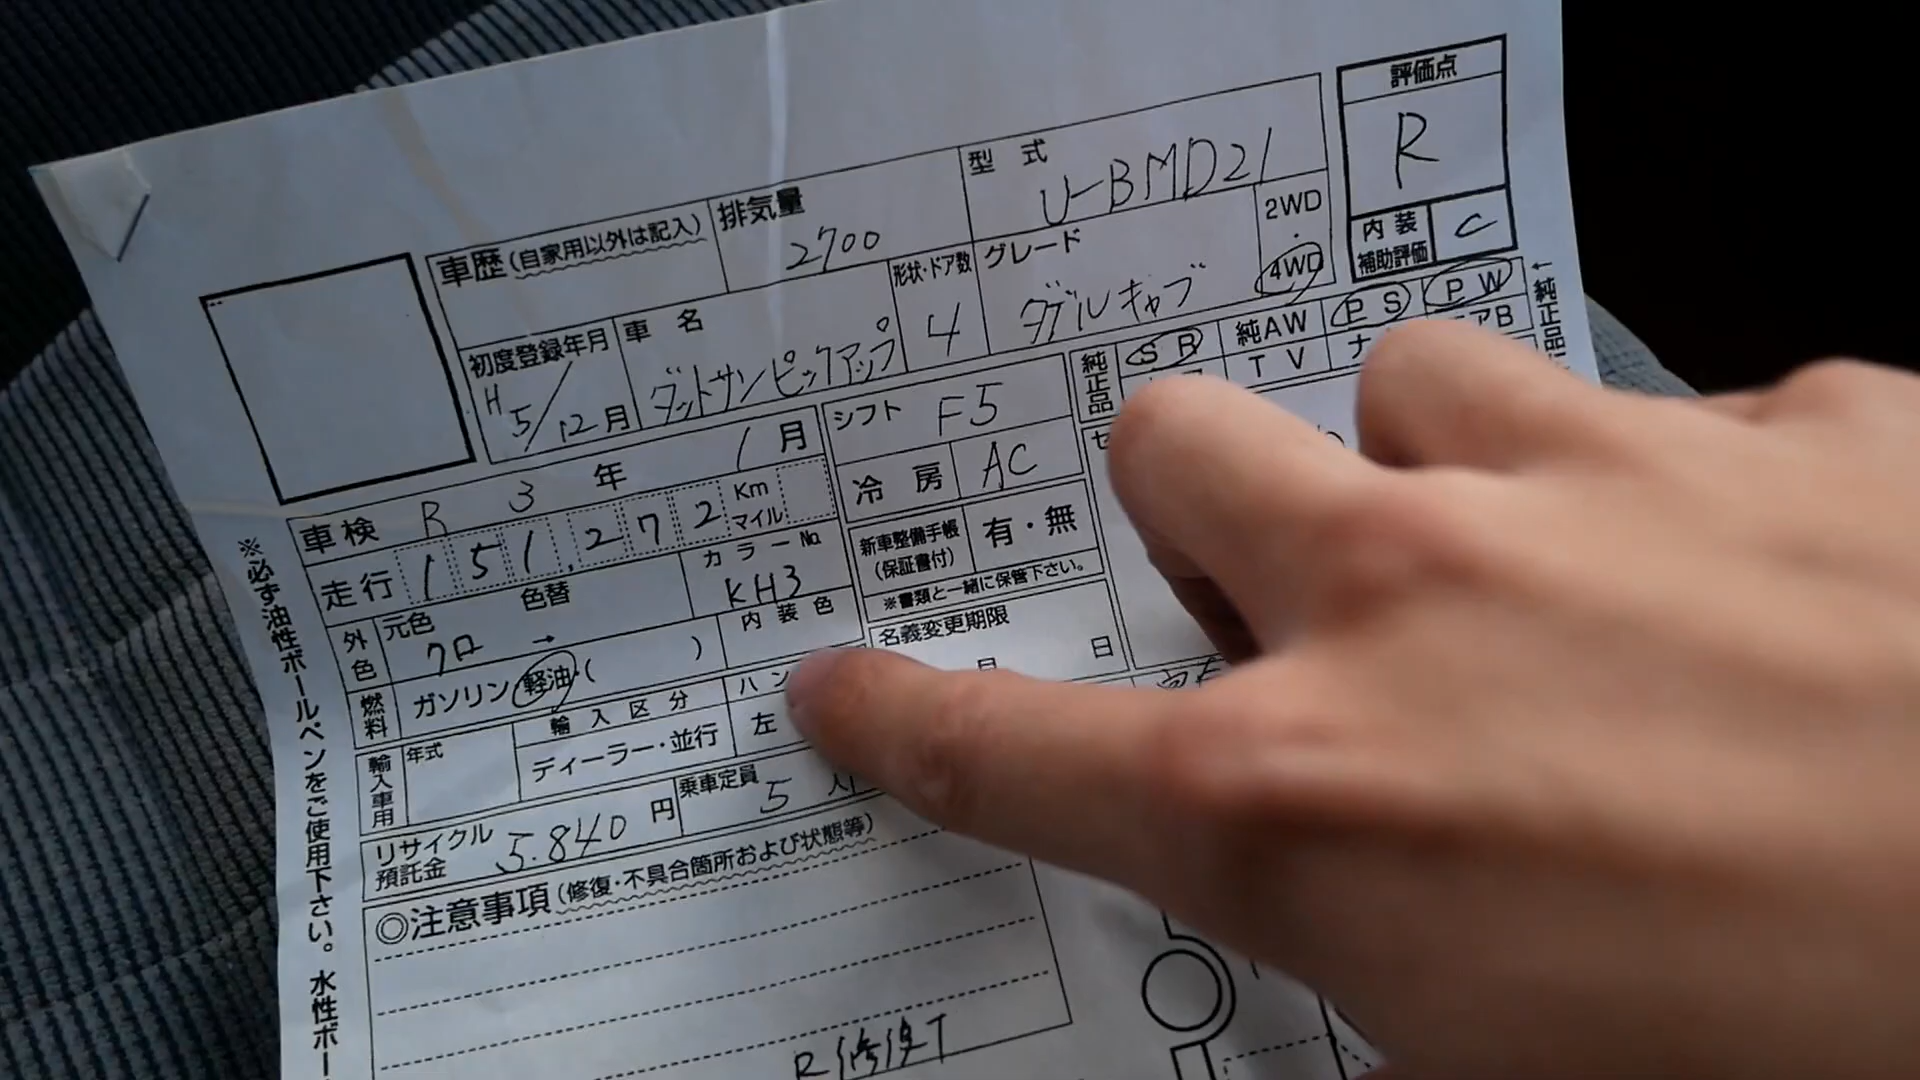 評価点
R
内装
補助評価
C
型式
U-BMD21
車歴(自家用以外は記入)
排気量
2700
形状・ドア数
4
グレード
ダブルキャブ
2WD
・
4WD
初度登録年月
H 5/12月
車名
ダットサンピックアップ
純正品
SR
純AW
PS
PW
TV
純正品
シフト
F5
冷房
AC
車検
R 3 年 1 月
走行
151,272
Km
マイル
新車整備手帳
(保証書付)
有・無
※書類と一緒に保管下さい。
外色
元色
クロ
→
色替
カラーNo.
KH3
内装色
名義変更期限
月
日
燃料
ガソリン・軽油・( )
輸入車用
年式
輸入区分
ディーラー・並行
ハン
左
リサイクル
預託金
5.840 円
乗車定員
5 人
◎注意事項(修復・不具合箇所および状態等)
R修復了
※必ず油性ボールペンをご使用下さい。水性ボー